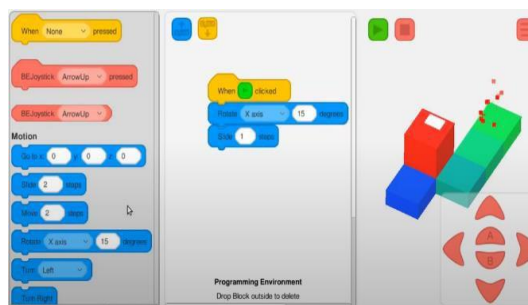 When None pressed
BEJoystick ArrowUp pressed
BEJoystick ArrowUp
Motion
Go to x 0 y 0 z 0
Slide 2 steps
Move 2 steps
Rotate X axis 15 degrees
Turn Left
Turn Right
When clicked
Rotate X axis 15 degrees
Slide 1 steps
Programming Environment
Drop Block outside to delete
A
B